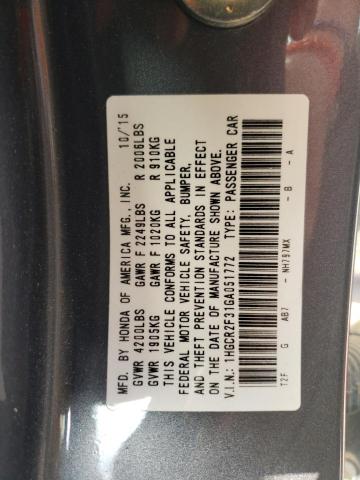 MFD. BY HONDA OF AMERICA MFG., INC. 10/'15
GVWR 4200LBS GAWR F 2249LBS R 2006LBS
GVWR 1905KG GAWR F 1020KG R 910KG
THIS VEHICLE CONFORMS TO ALL APPLICABLE
FEDERAL MOTOR VEHICLE SAFETY, BUMPER,
AND THEFT PREVENTION STANDARDS IN EFFECT
ON THE DATE OF MANUFACTURE SHOWN ABOVE.
V.I.N.: 1HGCR2F31GA051772 TYPE: PASSENGER CAR
T2F G AB7 - NH797MX - B - A